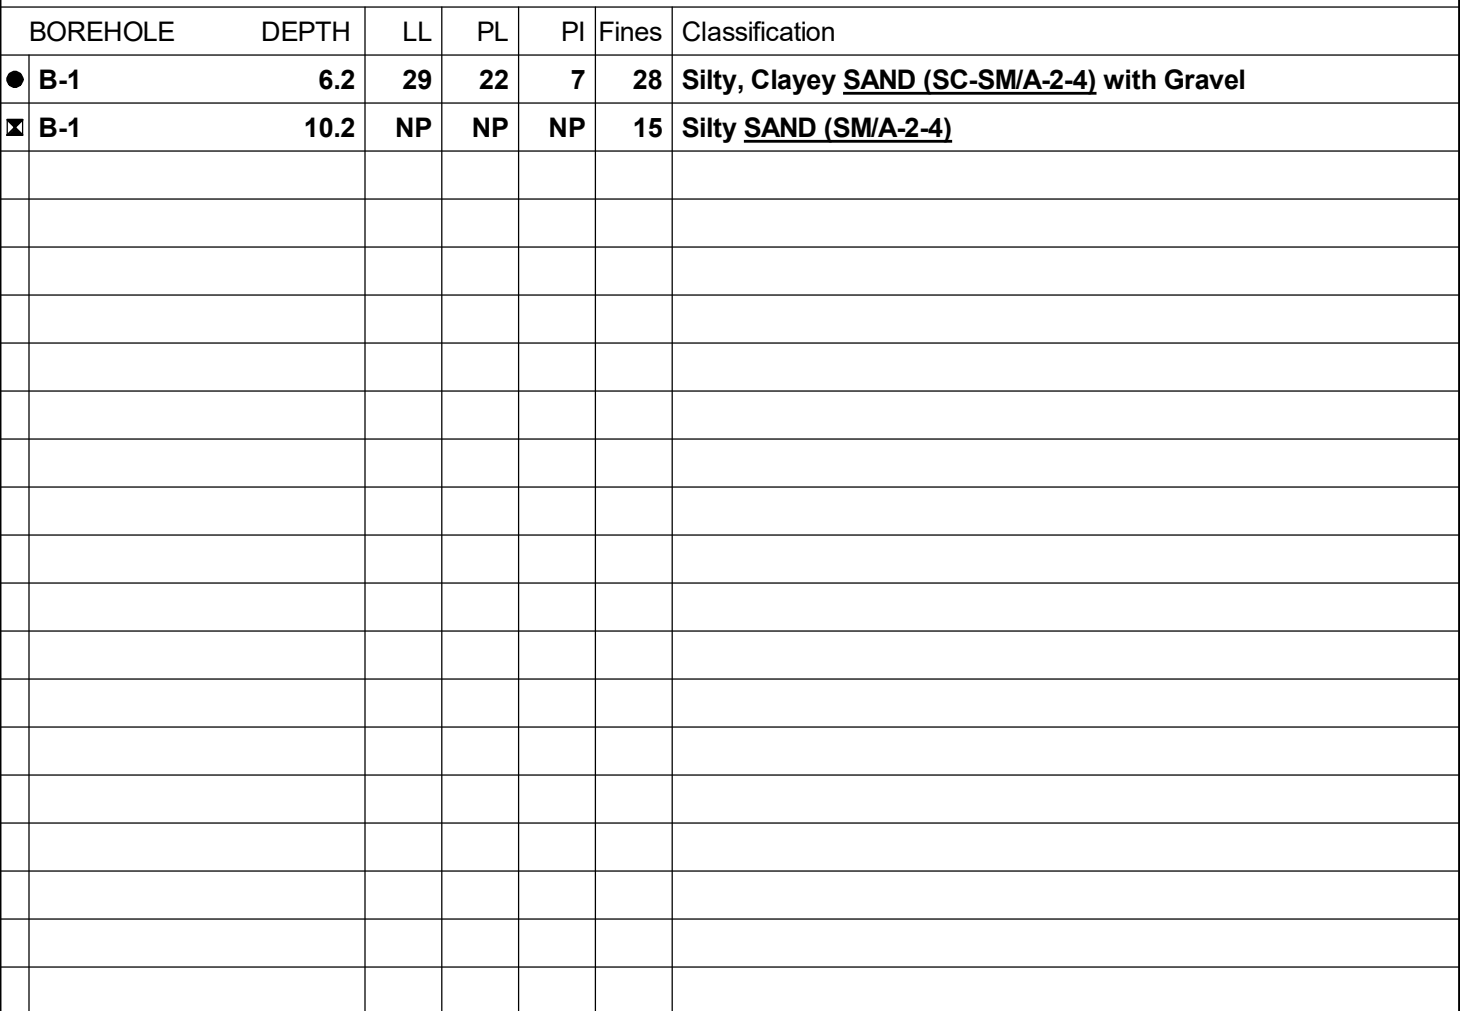 BOREHOLE DEPTH LL PL PI Fines Classification
B-1 6.2 29 22 7 28 Silty, Clayey SAND (SC-SM/A-2-4) with Gravel
B-1 10.2 NP NP NP 15 Silty SAND (SM/A-2-4)